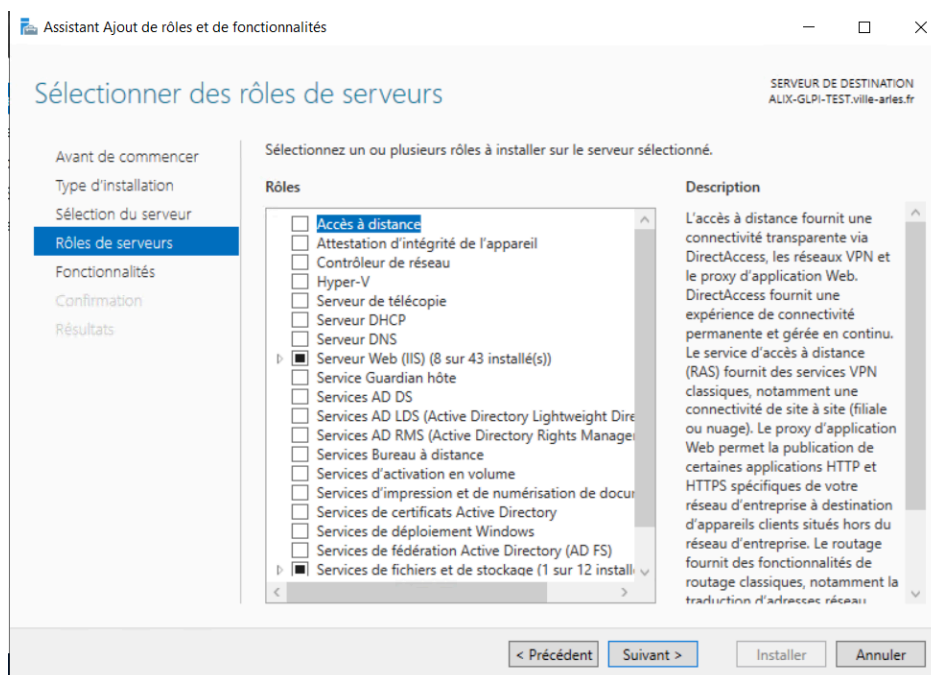 Assistant Ajout de rôles et de fonctionnalités
Sélectionner des rôles de serveurs
SERVEUR DE DESTINATION
ALIX-GLPI-TEST.ville-arles.fr
Avant de commencer
Type d'installation
Sélection du serveur
Rôles de serveurs
Fonctionnalités
Confirmation
Résultats
Sélectionnez un ou plusieurs rôles à installer sur le serveur sélectionné.
Rôles
Accès à distance
Attestation d'intégrité de l'appareil
Contrôleur de réseau
Hyper-V
Serveur de télécopie
Serveur DHCP
Serveur DNS
Serveur Web (IIS) (8 sur 43 installé(s))
Service Guardian hôte
Services AD DS
Services AD LDS (Active Directory Lightweight Dire
Services AD RMS (Active Directory Rights Manage
Services Bureau à distance
Services d'activation en volume
Services d'impression et de numérisation de docu
Services de certificats Active Directory
Services de déploiement Windows
Services de fédération Active Directory (AD FS)
Services de fichiers et de stockage (1 sur 12 install
Description
L'accès à distance fournit une
connectivité transparente via
DirectAccess, les réseaux VPN et
le proxy d'application Web.
DirectAccess fournit une
expérience de connectivité
permanente et gérée en continu.
Le service d'accès à distance
(RAS) fournit des services VPN
classiques, notamment une
connectivité de site à site (filiale
ou nuage). Le proxy d'application
Web permet la publication de
certaines applications HTTP et
HTTPS spécifiques de votre
réseau d'entreprise à destination
d'appareils clients situés hors du
réseau d'entreprise. Le routage
fournit des fonctionnalités de
routage classiques, notamment la
traduction d'adresses réseau
< Précédent
Suivant >
Installer
Annuler